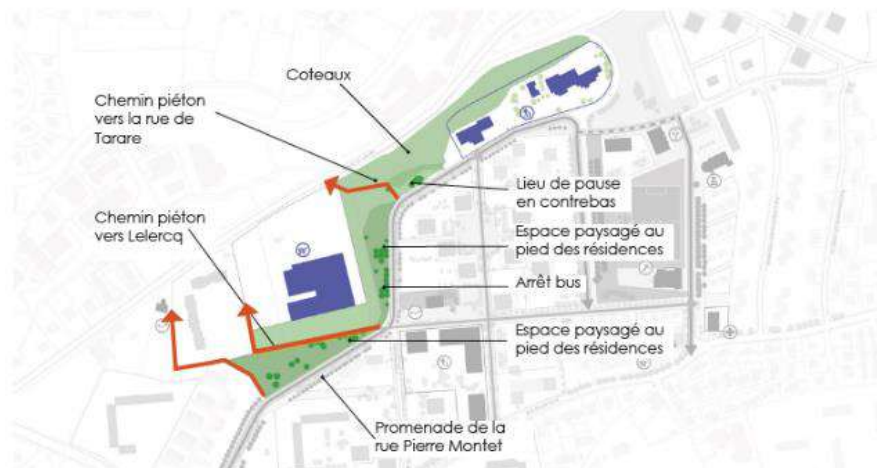 Coteaux
Chemin piéton
vers la rue de
Tarare
Lieu de pause
en contrebas
Chemin piéton
vers Lelercq
Espace paysagé au
pied des résidences
Arrêt bus
Espace paysagé au
pied des résidences
Promenade de la
rue Pierre Montet